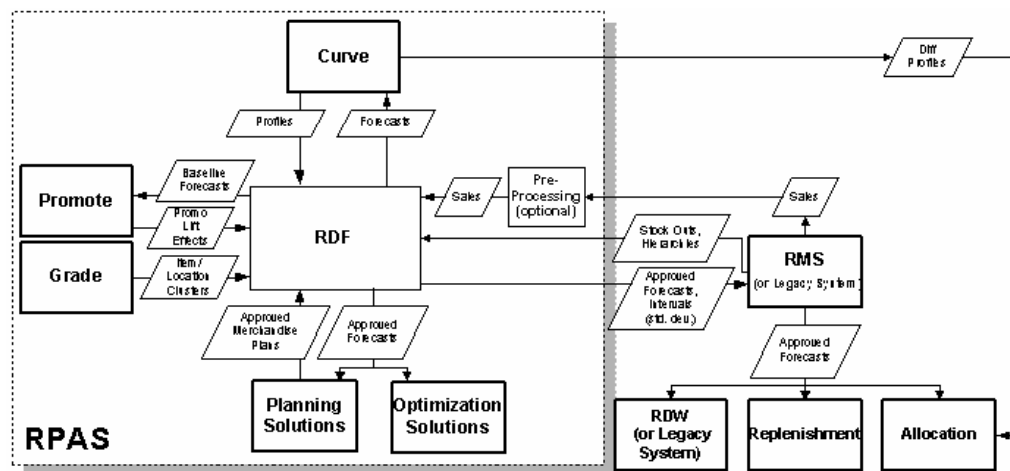 Curve
Diff
Profiles
Profiles
Forecasts
Baseline
Forecasts
Promote
Promo
Lift
Effects
Grade
Item /
Location
Clusters
RDF
Sales
Pre-
Processing
(optional)
Sales
Stock Outs,
Hierarchies
RMS
(or Legacy System)
Approved
Forecasts,
Intervals
(std. dev.)
Approved
Merchandise
Plans
Approved
Forecasts
Approved
Forecasts
Planning
Solutions
Optimization
Solutions
RPAS
RDW
(or Legacy
System)
Replenishment
Allocation